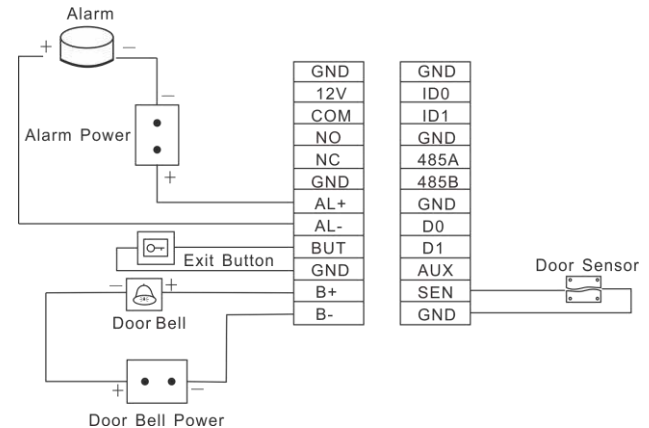 Alarm
+ −
−
Alarm Power
+
Exit Button
− +
Door Bell
+ −
Door Bell Power
GND
12V
COM
NO
NC
GND
AL+
AL-
BUT
GND
B+
B-
GND
ID0
ID1
GND
485A
485B
GND
D0
D1
AUX
SEN
GND
Door Sensor